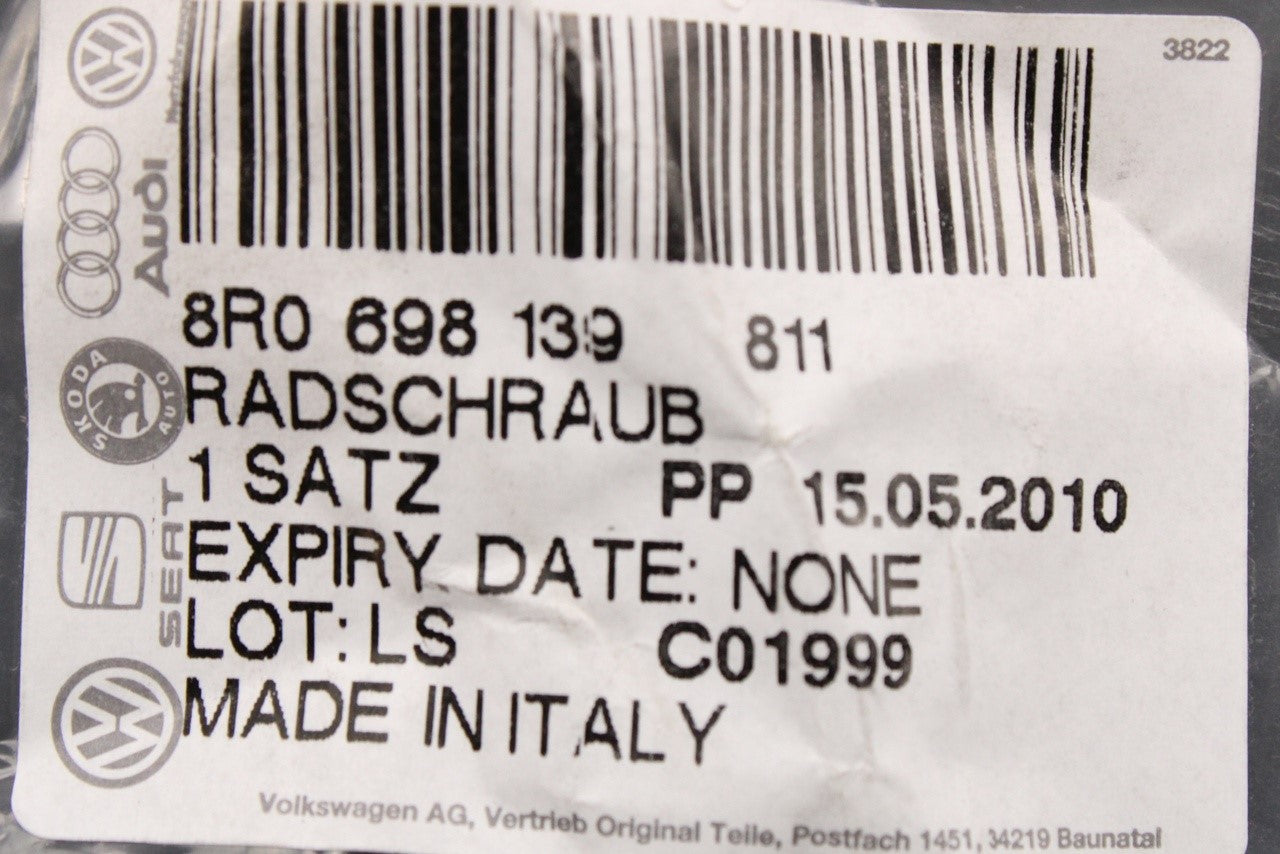 3822
8R0 698 139 811
RADSCHRAUB
1 SATZ PP 15.05.2010
EXPIRY DATE: NONE
LOT: LS C01999
MADE IN ITALY
Volkswagen AG, Vertrieb Original Teile, Postfach 1451, 34219 Baunatal
Audi
SKODA
AUTO
SEAT